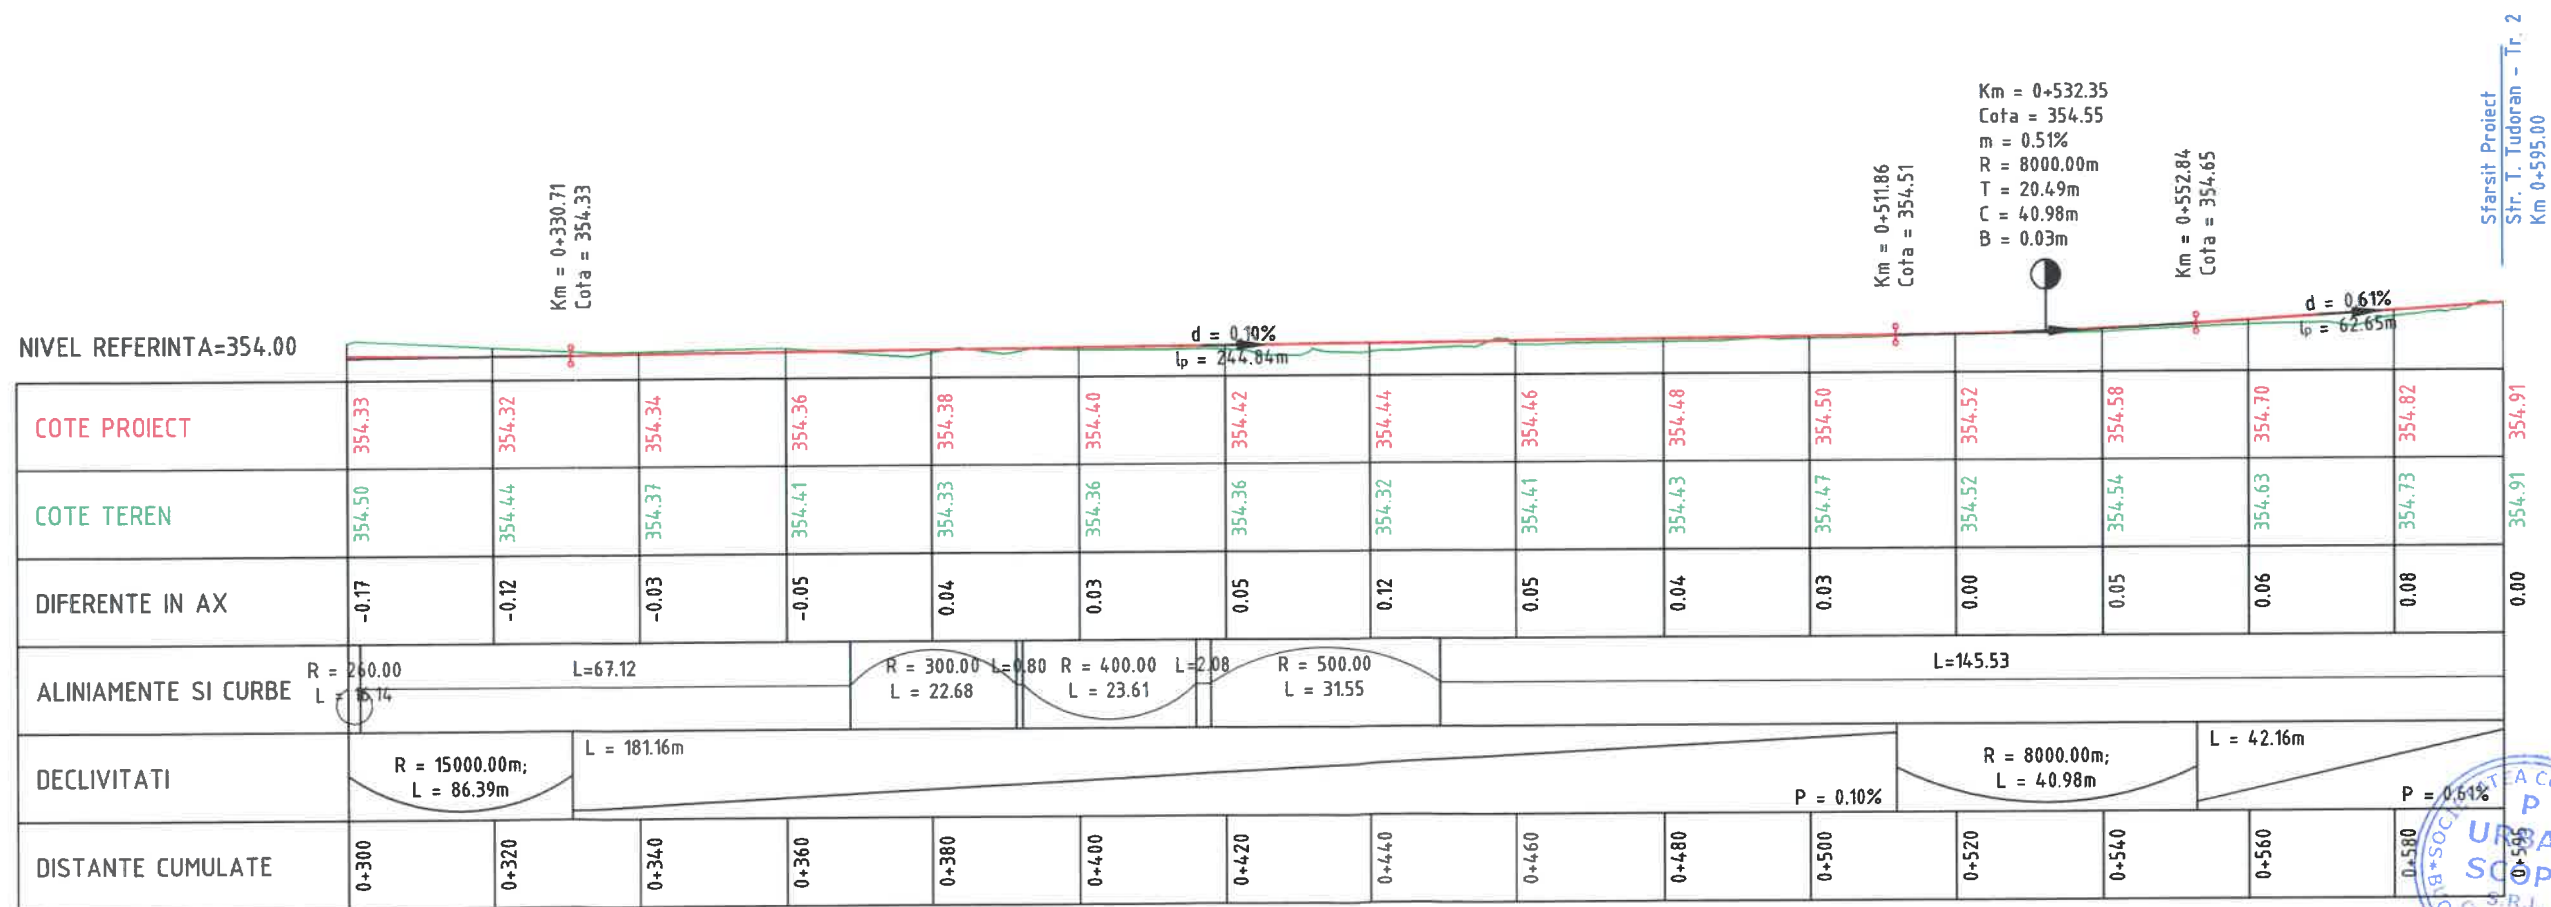 Sfarsit Proiect
Str. T. Tudoran - Tr. 2
Km 0+595.00
Km = 0+330.71
Cota = 354.33
Km = 0+511.86
Cota = 354.51
Km = 0+532.35
Cota = 354.55
m = 0.51%
R = 8000.00m
T = 20.49m
C = 40.98m
B = 0.03m
Km = 0+552.84
Cota = 354.65
d = 0.10%
lp = 244.84m
d = 0.61%
lp = 62.65m
NIVEL REFERINTA=354.00
COTE PROIECT 354.33 354.32 354.34 354.36 354.38 354.40 354.42 354.44 354.46 354.48 354.50 354.52 354.58 354.70 354.82 354.91
COTE TEREN 354.50 354.44 354.37 354.41 354.33 354.36 354.36 354.32 354.41 354.43 354.47 354.52 354.54 354.63 354.73 354.91
DIFERENTE IN AX -0.17 -0.12 -0.03 -0.05 0.04 0.03 0.05 0.12 0.05 0.04 0.03 0.00 0.05 0.06 0.08 0.00
ALINIAMENTE SI CURBE
R = 260.00
L = 16.14
L=67.12
R = 300.00
L = 22.68
L=0.80
R = 400.00
L = 23.61
L=2.08
R = 500.00
L = 31.55
L=145.53
DECLIVITATI
R = 15000.00m;
L = 86.39m
L = 181.16m
P = 0.10%
R = 8000.00m;
L = 40.98m
L = 42.16m
P = 0.61%
DISTANTE CUMULATE 0+300 0+320 0+340 0+360 0+380 0+400 0+420 0+440 0+460 0+480 0+500 0+520 0+540 0+560 0+580 0+595
P
URBA
SCOP
S.R.L.